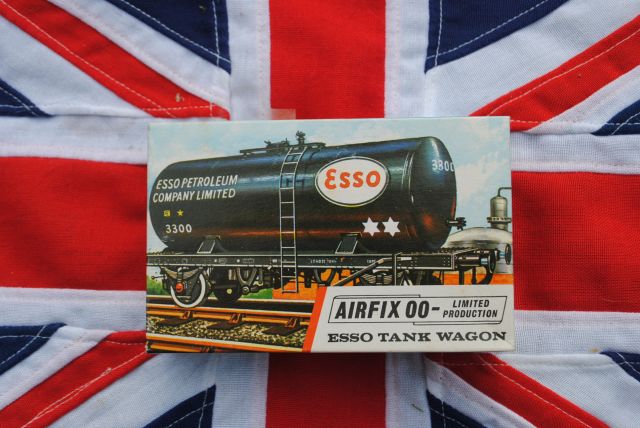 ESSO PETROLEUM
COMPANY LIMITED
3300
Esso
3300
AIRFIX 00-
LIMITED
PRODUCTION
ESSO TANK WAGON